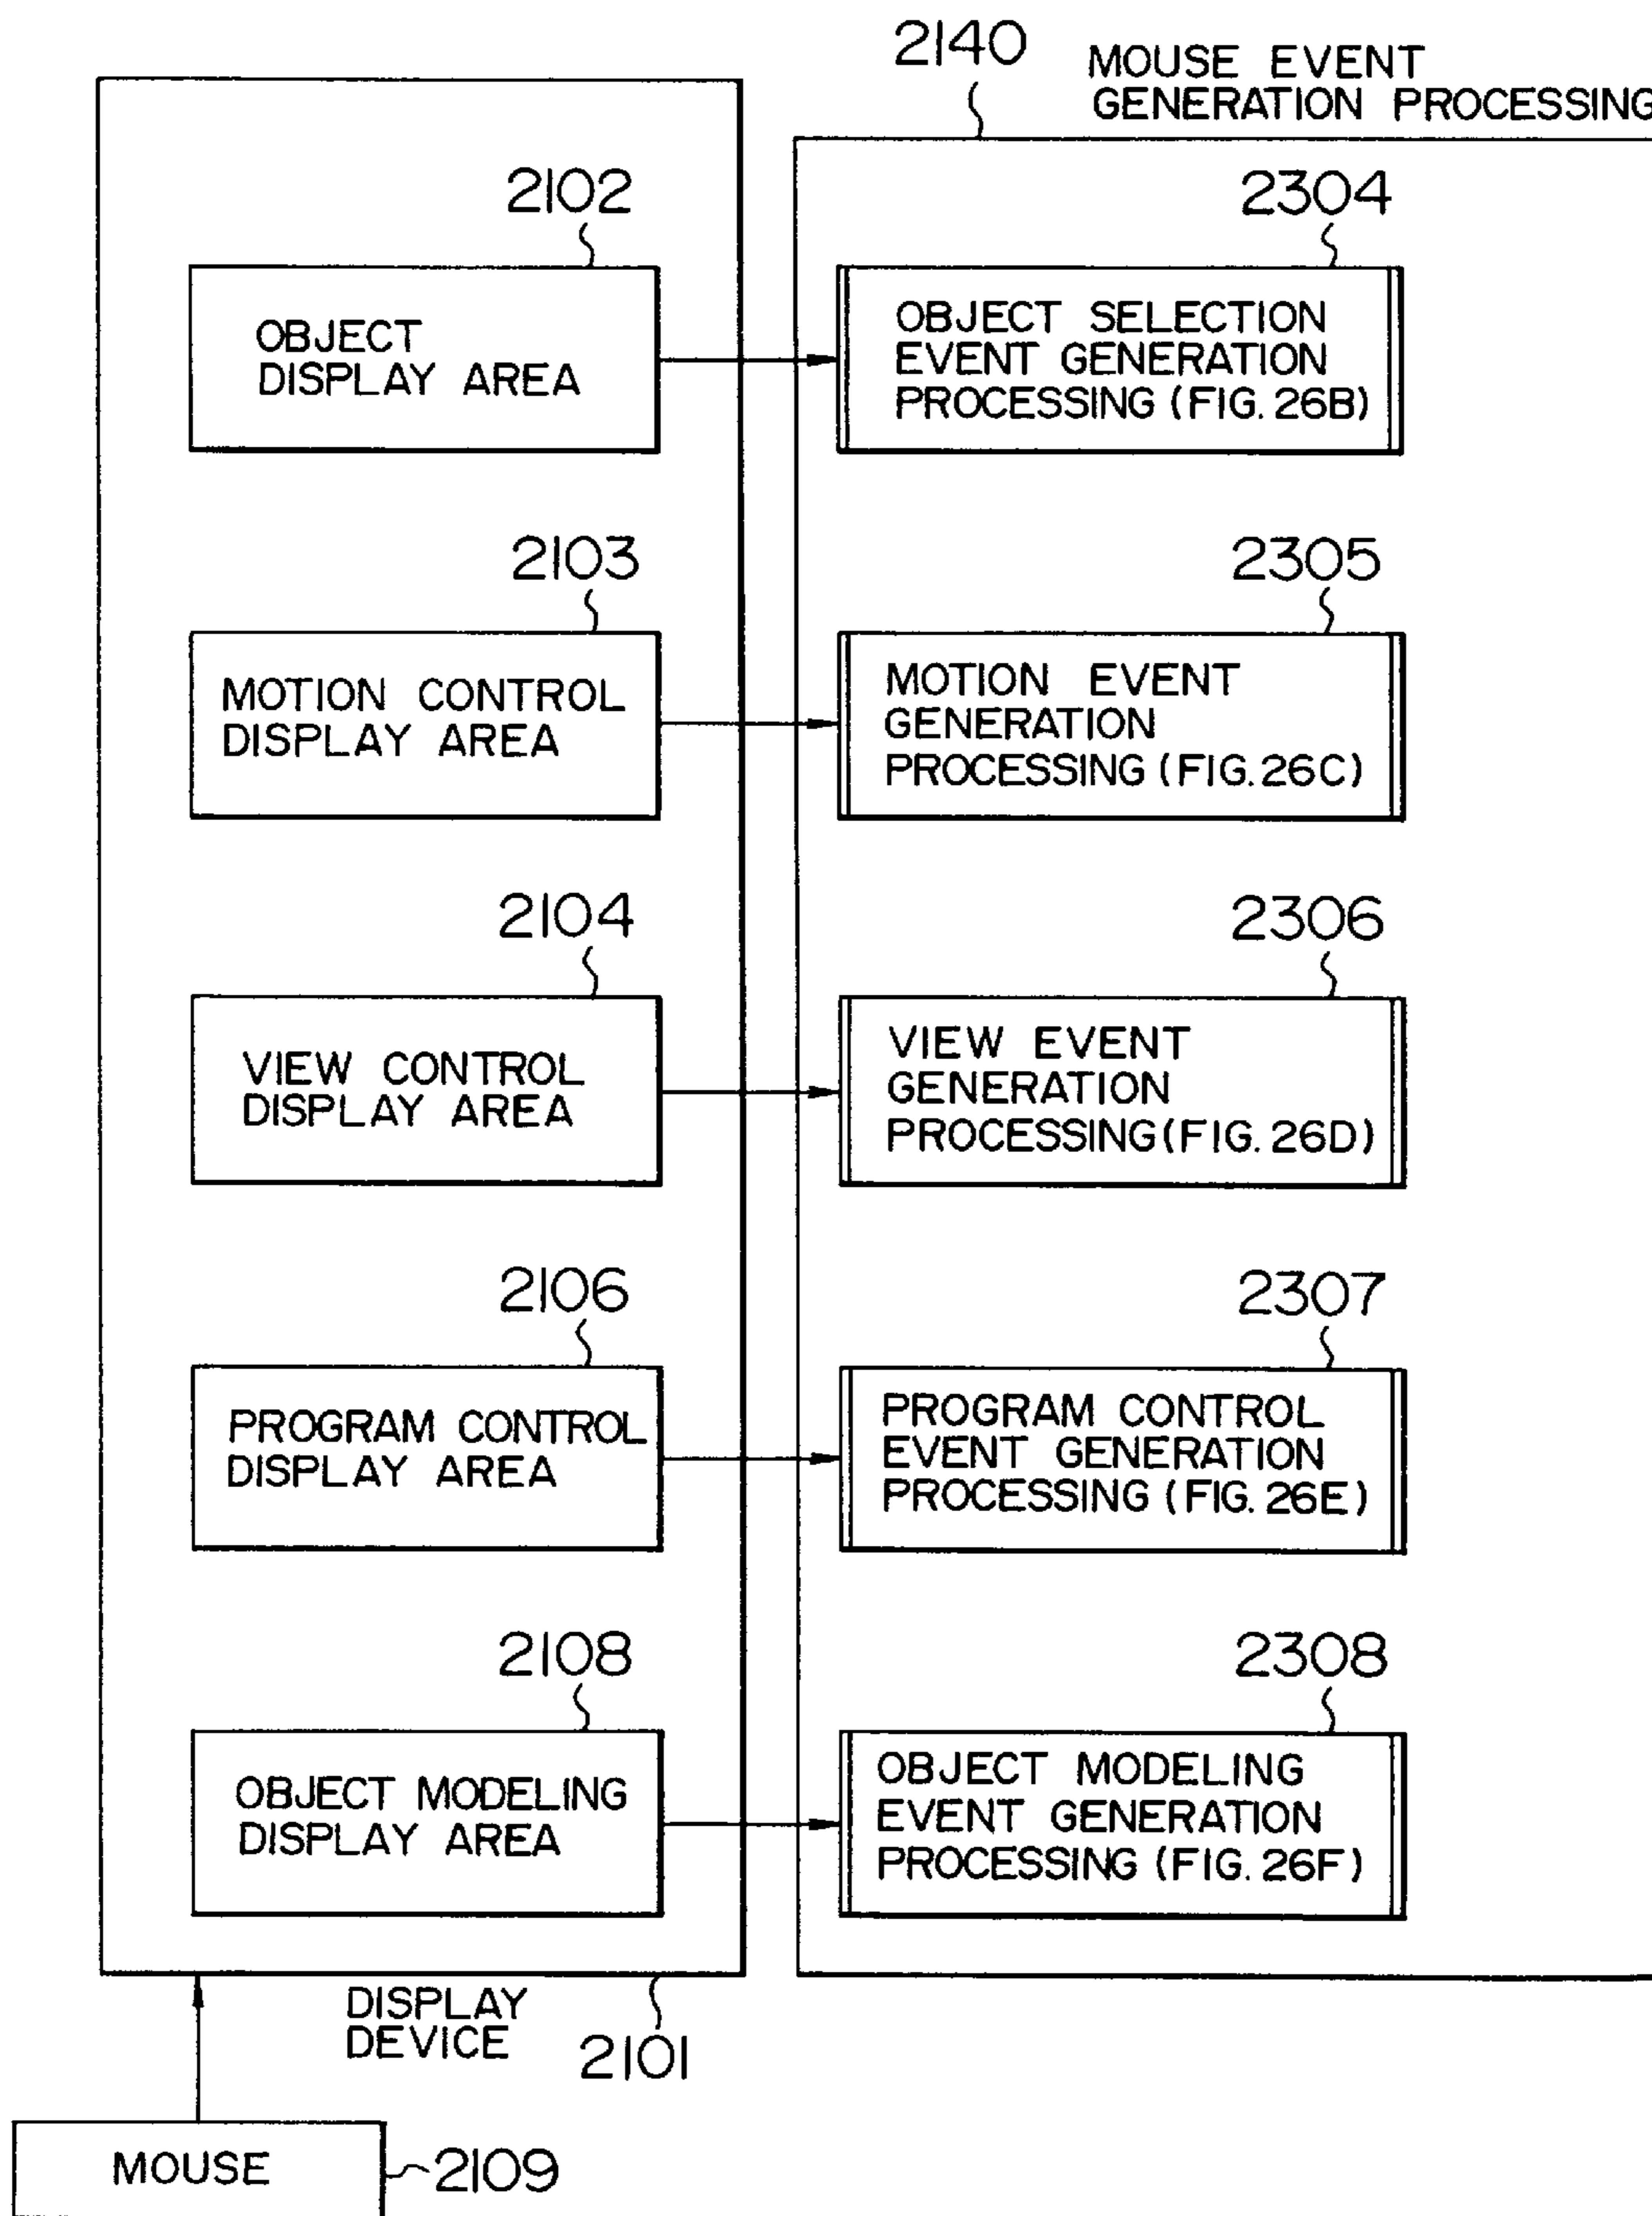 2140
MOUSE EVENT
GENERATION PROCESSING
2102
2304
OBJECT
DISPLAY AREA
OBJECT SELECTION
EVENT GENERATION
PROCESSING (FIG. 26B)
2103
2305
MOTION CONTROL
DISPLAY AREA
MOTION EVENT
GENERATION
PROCESSING (FIG. 26C)
2104
2306
VIEW CONTROL
DISPLAY AREA
VIEW EVENT
GENERATION
PROCESSING (FIG. 26D)
2106
2307
PROGRAM CONTROL
DISPLAY AREA
PROGRAM CONTROL
EVENT GENERATION
PROCESSING (FIG. 26E)
2108
2308
OBJECT MODELING
DISPLAY AREA
OBJECT MODELING
EVENT GENERATION
PROCESSING (FIG. 26F)
DISPLAY
DEVICE
2101
MOUSE
2109